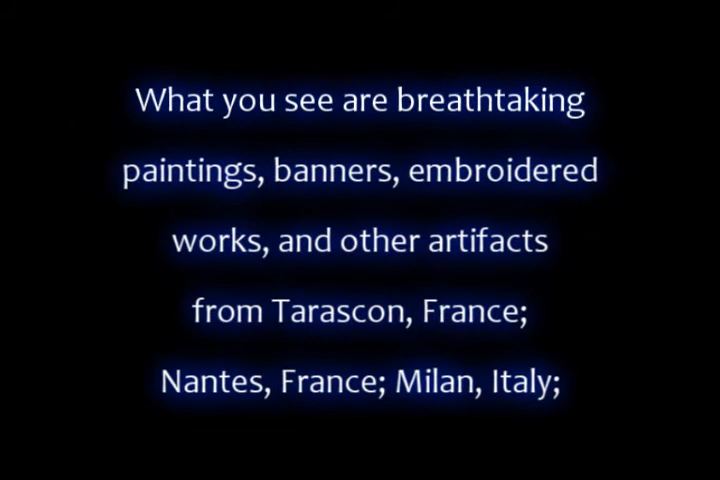 What you see are breathtaking
paintings, banners, embroidered
works, and other artifacts
from Tarascon, France;
Nantes, France; Milan, Italy;